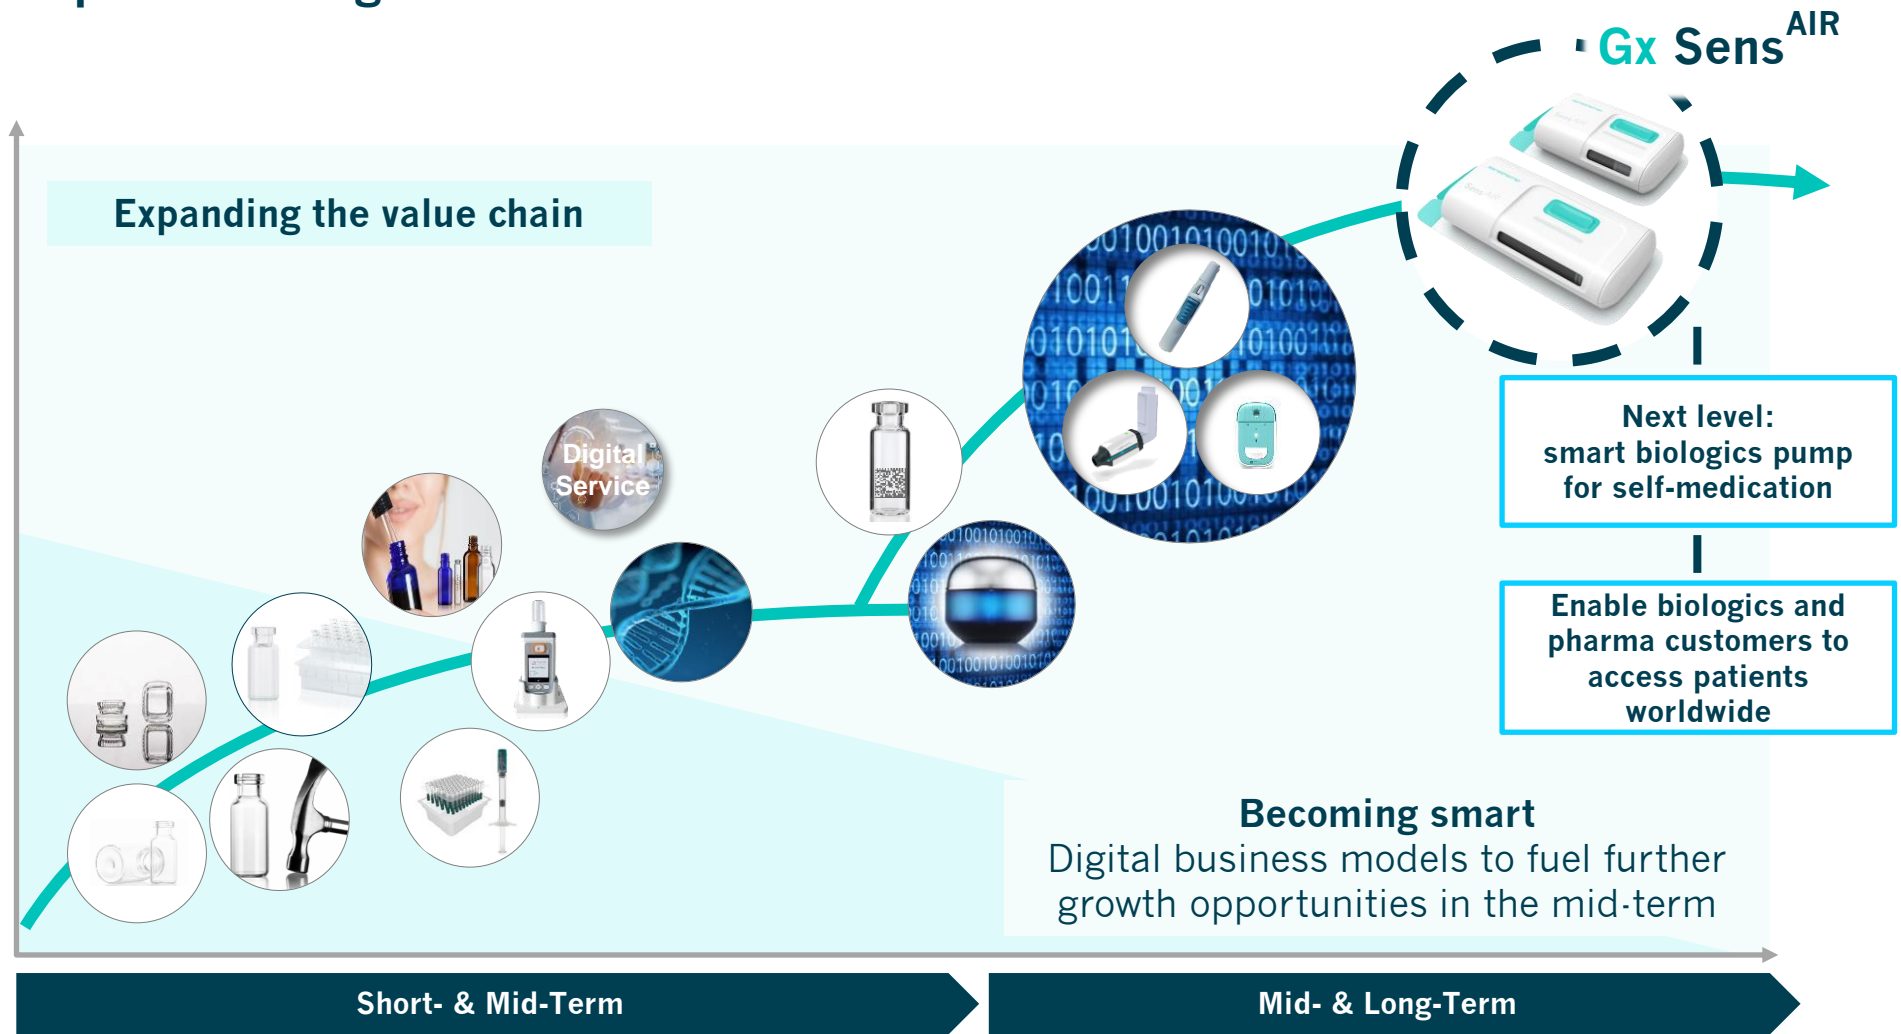 Gx Sens AIR
Expanding the value chain
Digital
Service
Next level:
smart biologics pump
for self-medication
Enable biologics and
pharma customers to
access patients
worldwide
Becoming smart
Digital business models to fuel further
growth opportunities in the mid-term
Short- & Mid-Term
Mid- & Long-Term